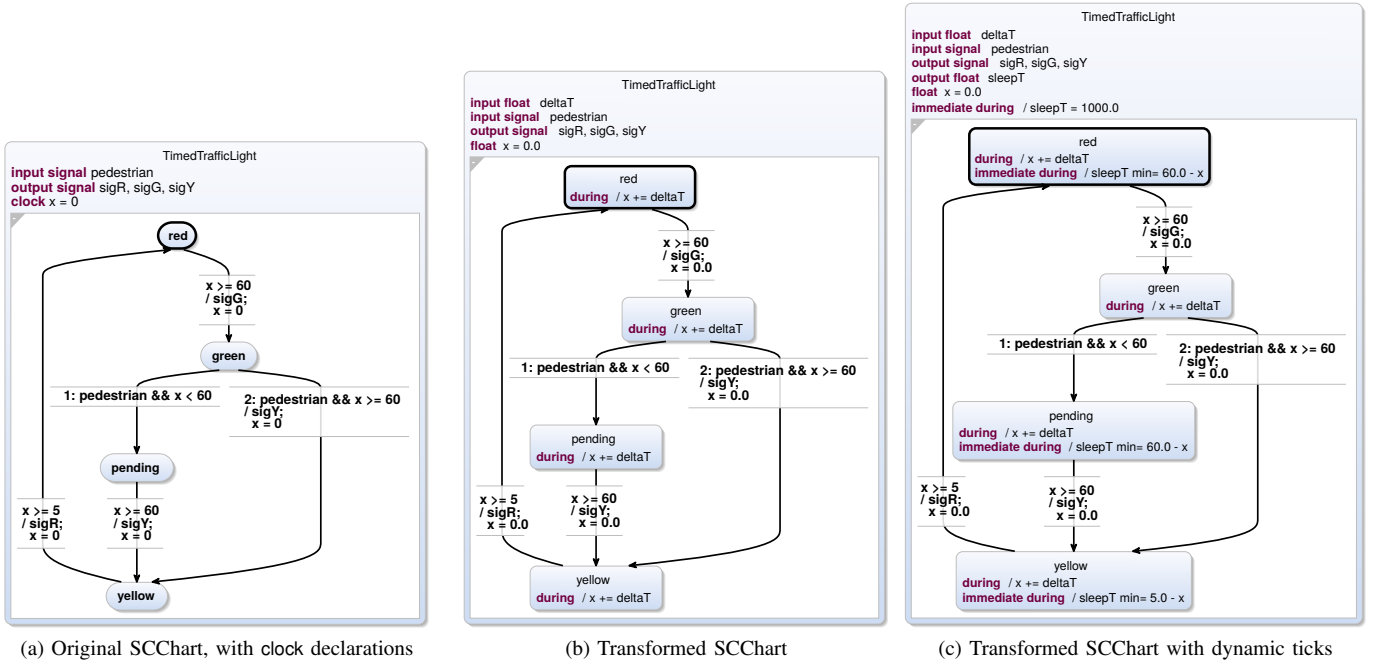 TimedTrafficLight
input signal pedestrian
output signal sigR, sigG, sigY
clock x = 0
-
red
x >= 60
/ sigG;
x = 0
green
1: pedestrian && x < 60
2: pedestrian && x >= 60
/ sigY;
x = 0
pending
x >= 5
/ sigR;
x = 0
x >= 60
/ sigY;
x = 0
yellow
(a) Original SCChart, with clock declarations
TimedTrafficLight
input float deltaT
input signal pedestrian
output signal sigR, sigG, sigY
float x = 0.0
-
red
during / x += deltaT
x >= 60
/ sigG;
x = 0.0
green
during / x += deltaT
1: pedestrian && x < 60
2: pedestrian && x >= 60
/ sigY;
x = 0.0
pending
during / x += deltaT
x >= 5
/ sigR;
x = 0.0
x >= 60
/ sigY;
x = 0.0
yellow
during / x += deltaT
(b) Transformed SCChart
TimedTrafficLight
input float deltaT
input signal pedestrian
output signal sigR, sigG, sigY
output float sleepT
float x = 0.0
immediate during / sleepT = 1000.0
-
red
during / x += deltaT
immediate during / sleepT min= 60.0 - x
x >= 60
/ sigG;
x = 0.0
green
during / x += deltaT
1: pedestrian && x < 60
2: pedestrian && x >= 60
/ sigY;
x = 0.0
pending
during / x += deltaT
immediate during / sleepT min= 60.0 - x
x >= 5
/ sigR;
x = 0.0
x >= 60
/ sigY;
x = 0.0
yellow
during / x += deltaT
immediate during / sleepT min= 5.0 - x
(c) Transformed SCChart with dynamic ticks